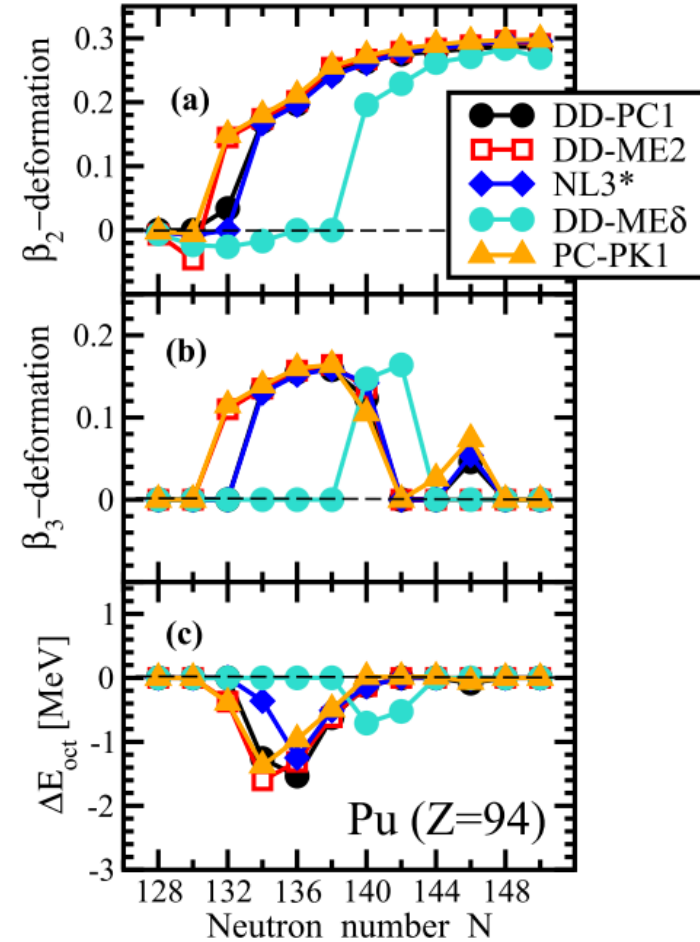 0.3
0.2
0.1
0
β₂−deformation
(a)
DD-PC1
DD-ME2
NL3*
DD-MEδ
PC-PK1
0.2
0.1
0
β₃−deformation
(b)
1
0
-1
-2
-3
ΔE_oct [MeV]
(c)
Pu (Z=94)
128 132 136 140 144 148
Neutron number N